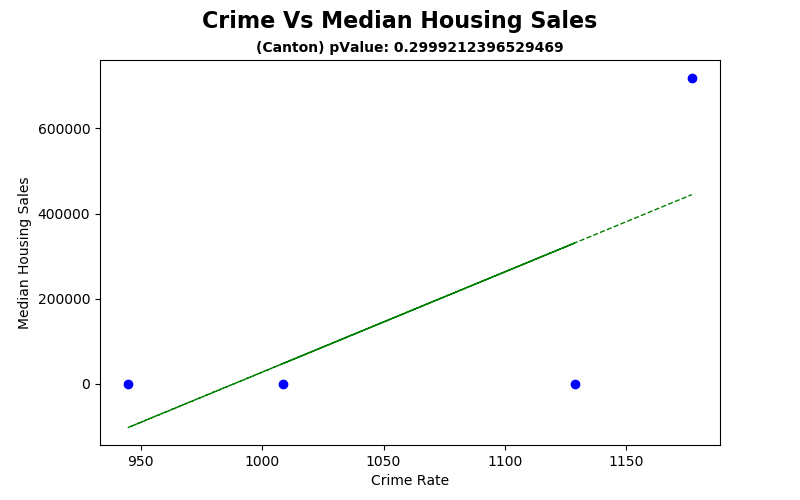 Crime Vs Median Housing Sales
(Canton) pValue: 0.2999212396529469
600000
400000
200000
0
Median Housing Sales
950 1000 1050 1100 1150
Crime Rate